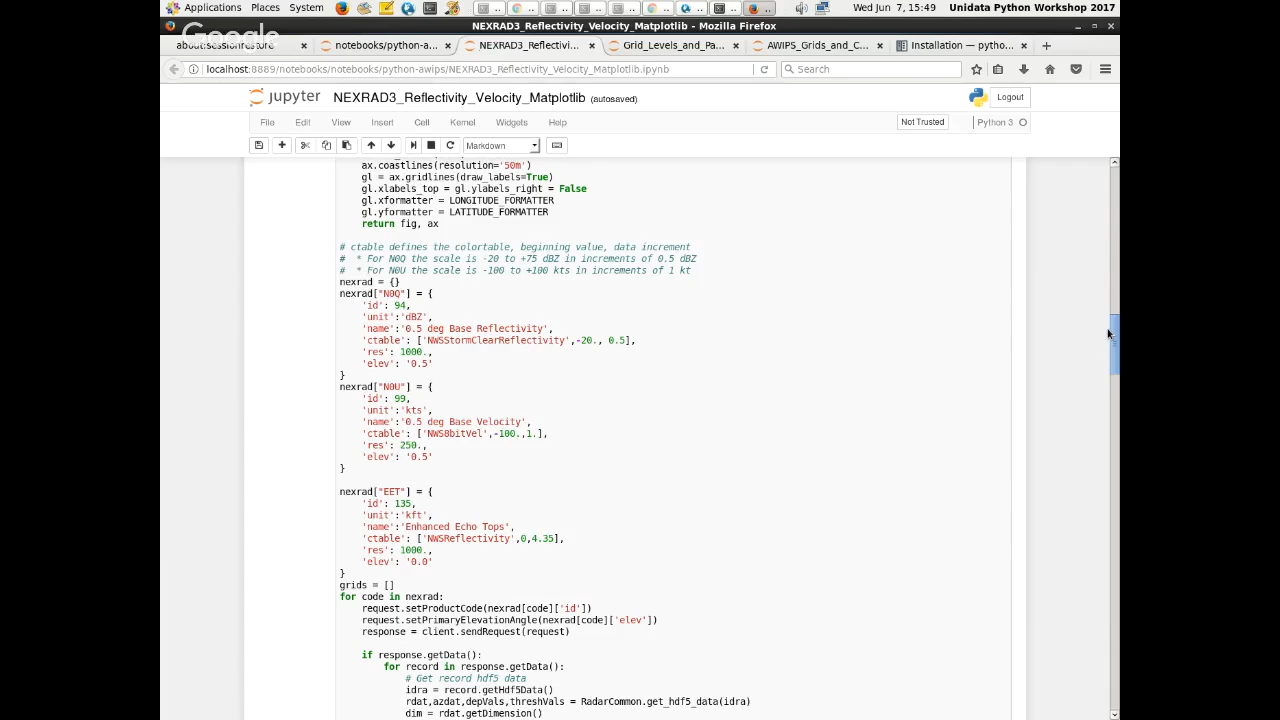 Applications Places System
Wed Jun 7, 15:49 Unidata Python Workshop 2017
NEXRAD3_Reflectivity_Velocity_Matplotlib - Mozilla Firefox
Google
about:sessionrestore
notebooks/python-a...
NEXRAD3_Reflectivi...
Grid_Levels_and_Pa...
AWIPS_Grids_and_C...
Installation — pytho...
localhost:8889/notebooks/notebooks/python-awips/NEXRAD3_Reflectivity_Velocity_Matplotlib.ipynb
Search
jupyter NEXRAD3_Reflectivity_Velocity_Matplotlib (autosaved)
Logout
File Edit View Insert Cell Kernel Widgets Help
Not Trusted
Python 3
Markdown
ax.coastlines(resolution='50m')
gl = ax.gridlines(draw_labels=True)
gl.xlabels_top = gl.ylabels_right = False
gl.xformatter = LONGITUDE_FORMATTER
gl.yformatter = LATITUDE_FORMATTER
return fig, ax
# ctable defines the colortable, beginning value, data increment
# * For N0Q the scale is -20 to +75 dBZ in increments of 0.5 dBZ
# * For N0U the scale is -100 to +100 kts in increments of 1 kt
nexrad = {}
nexrad["N0Q"] = {
'id': 94,
'unit':'dBZ',
'name':'0.5 deg Base Reflectivity',
'ctable': ['NWSStormClearReflectivity',-20., 0.5],
'res': 1000.,
'elev': '0.5'
}
nexrad["N0U"] = {
'id': 99,
'unit':'kts',
'name':'0.5 deg Base Velocity',
'ctable': ['NWS8bitVel',-100.,1.],
'res': 250.,
'elev': '0.5'
}
nexrad["EET"] = {
'id': 135,
'unit':'kft',
'name':'Enhanced Echo Tops',
'ctable': ['NWSReflectivity',0,4.35],
'res': 1000.,
'elev': '0.0'
}
grids = []
for code in nexrad:
request.setProductCode(nexrad[code]['id'])
request.setPrimaryElevationAngle(nexrad[code]['elev'])
response = client.sendRequest(request)
if response.getData():
for record in response.getData():
# Get record hdf5 data
idra = record.getHdf5Data()
rdat,azdat,depVals,threshVals = RadarCommon.get_hdf5_data(idra)
dim = rdat.getDimension()